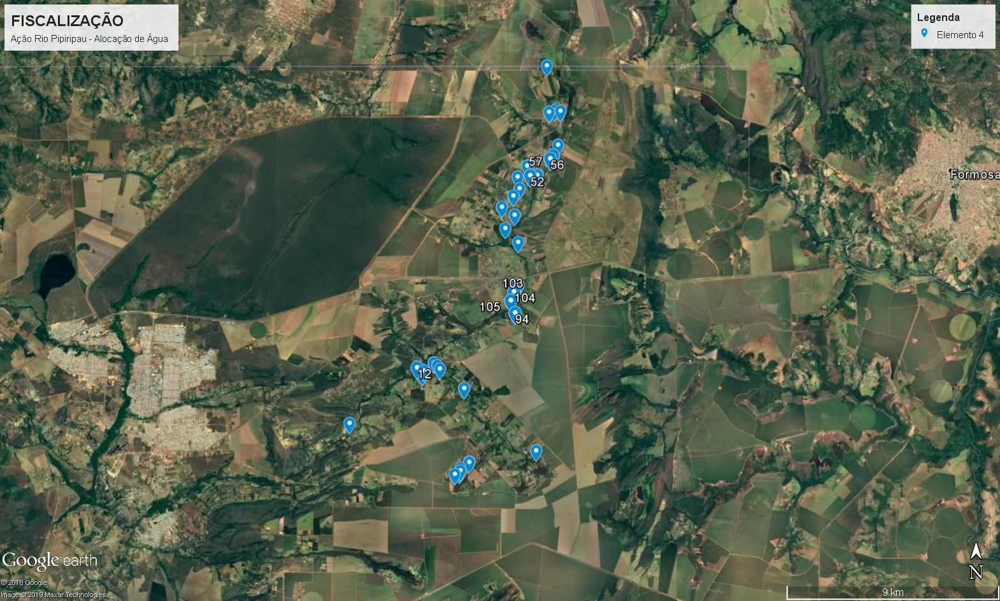 FISCALIZAÇÃO
Ação Rio Pipiripau - Alocação de Água
Legenda
Elemento 4
57
56
52
Formosa
103
104
105
94
12
Google earth
© 2018 Google
Image © 2019 Maxar Technologies
N
9 km